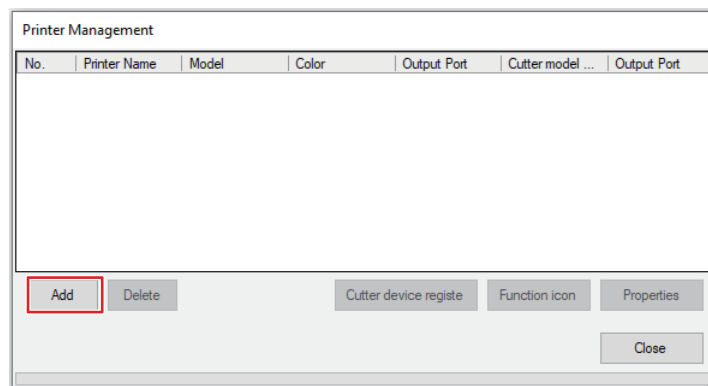 Printer Management
No. Printer Name Model Color Output Port Cutter model ... Output Port
Add Delete Cutter device registe Function icon Properties
Close